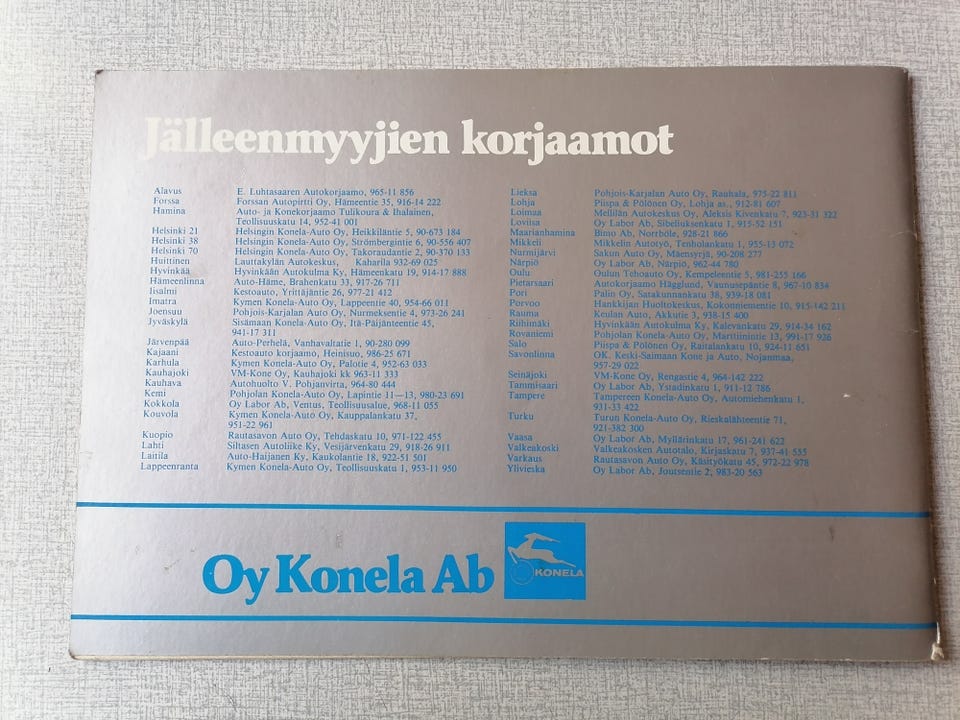 Jälleenmyyjien korjaamot
Alavus E. Luhtasaaren Autokorjaamo, 965-11 856
Forssa Forssan Autopirtti Oy, Hämeentie 35, 916-14 222
Hamina Auto- ja Konekorjaamo Tulikoura & Ihalainen,
Teollisuuskatu 14, 952-41 001
Helsinki 21 Helsingin Konela-Auto Oy, Heikkiläntie 5, 90-673 184
Helsinki 38 Helsingin Konela-Auto Oy, Strömbergintie 6, 90-556 407
Helsinki 70 Helsingin Konela-Auto Oy, Takoraudantie 2, 90-370 133
Huittinen Lauttakylän Autokeskus, Kaharila 932-69 025
Hyvinkää Hyvinkään Autokulma Ky, Hämeenkatu 19, 914-17 888
Hämeenlinna Auto-Häme, Brahenkatu 33, 917-26 711
Iisalmi Kestoauto, Yrittäjäntie 26, 977-21 412
Imatra Kymen Konela-Auto Oy, Lappeentie 40, 954-66 011
Joensuu Pohjois-Karjalan Auto Oy, Nurmeksentie 4, 973-26 241
Jyväskylä Sisämaan Konela-Auto Oy, Itä-Päijänteentie 45,
941-17 311
Järvenpää Auto-Perhelä, Vanhavaltatie 1, 90-280 099
Kajaani Kestoauto korjaamo, Heinisuo, 986-25 671
Karhula Kymen Konela-Auto Oy, Palotie 4, 952-63 033
Kauhajoki VM-Kone Oy, Kauhajoki kk 963-11 333
Kauhava Autohuolto V. Pohjanvirta, 964-80 444
Kemi Pohjolan Konela-Auto Oy, Lapintie 11—13, 980-23 691
Kokkola Oy Labor Ab, Ventus, Teollisuusalue, 968-11 055
Kouvola Kymen Konela-Auto Oy, Kauppalankatu 37,
951-22 961
Kuopio Rautasavon Auto Oy, Tehdaskatu 10, 971-122 455
Lahti Siltasen Autoliike Ky, Vesijärvenkatu 29, 918-26 911
Laitila Auto-Haijanen Ky, Kaukolantie 18, 922-51 501
Lappeenranta Kymen Konela-Auto Oy, Teollisuuskatu 1, 953-11 950
Lieksa Pohjois-Karjalan Auto Oy, Rauhala, 975-22 811
Lohja Piispa & Pölönen Oy, Lohja as., 912-81 607
Loimaa Mellilän Autokeskus Oy, Aleksis Kivenkatu 7, 923-31 322
Loviisa Oy Labor Ab, Sibeliuksenkatu 1, 915-52 151
Maarianhamina Bimo Ab, Norrböle, 928-21 866
Mikkeli Mikkelin Autotyö, Tenholankatu 1, 955-13 072
Nurmijärvi Sakun Auto Oy, Mäensyrjä, 90-208 277
Närpiö Oy Labor Ab, Närpiö, 962-44 780
Oulu Oulun Tehoauto Oy, Kempeleentie 5, 981-255 166
Pietarsaari Autokorjaamo Hägglund, Vaunusepäntie 8, 967-10 834
Pori Palin Oy, Satakunnankatu 38, 939-18 081
Porvoo Hankkijan Huoltokeskus, Kokonniementie 10, 915-142 211
Rauma Keulan Auto, Akkutie 3, 938-15 400
Riihimäki Hyvinkään Autokulma Ky, Kalevankatu 29, 914-34 162
Rovaniemi Pohjolan Konela-Auto Oy, Marttiinintie 13, 991-17 926
Salo Piispa & Pölönen Oy, Raitalankatu 10, 924-11 651
Savonlinna OK. Keski-Saimaan Kone ja Auto, Nojanmaa,
957-29 022
Seinäjoki VM-Kone Oy, Rengastie 4, 964-142 222
Tammisaari Oy Labor Ab, Ystadinkatu 1, 911-12 786
Tampere Tampereen Konela-Auto Oy, Automiehenkatu 1,
931-33 422
Turku Turun Konela-Auto Oy, Rieskalähteentie 71,
921-382 300
Vaasa Oy Labor Ab, Myllärinkatu 17, 961-241 622
Valkeakoski Valkeakosken Autotalo, Kirjaskatu 7, 937-41 555
Varkaus Rautasavon Auto Oy, Käsityökatu 45, 972-22 978
Ylivieska Oy Labor Ab, Joutsentie 2, 983-20 563
Oy Konela Ab
KONELA